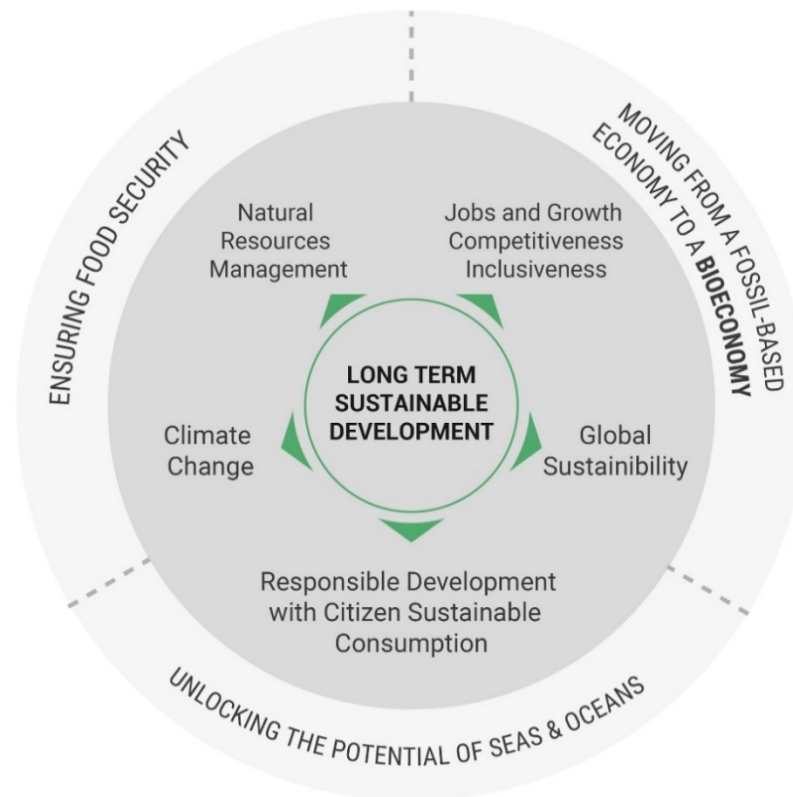 ENSURING FOOD SECURITY
MOVING FROM A FOSSIL-BASED
ECONOMY TO A BIOECONOMY
Natural
Resources
Management
Jobs and Growth
Competitiveness
Inclusiveness
LONG TERM
SUSTAINABLE
DEVELOPMENT
Climate
Change
Global
Sustainibility
Responsible Development
with Citizen Sustainable
Consumption
UNLOCKING THE POTENTIAL OF SEAS & OCEANS